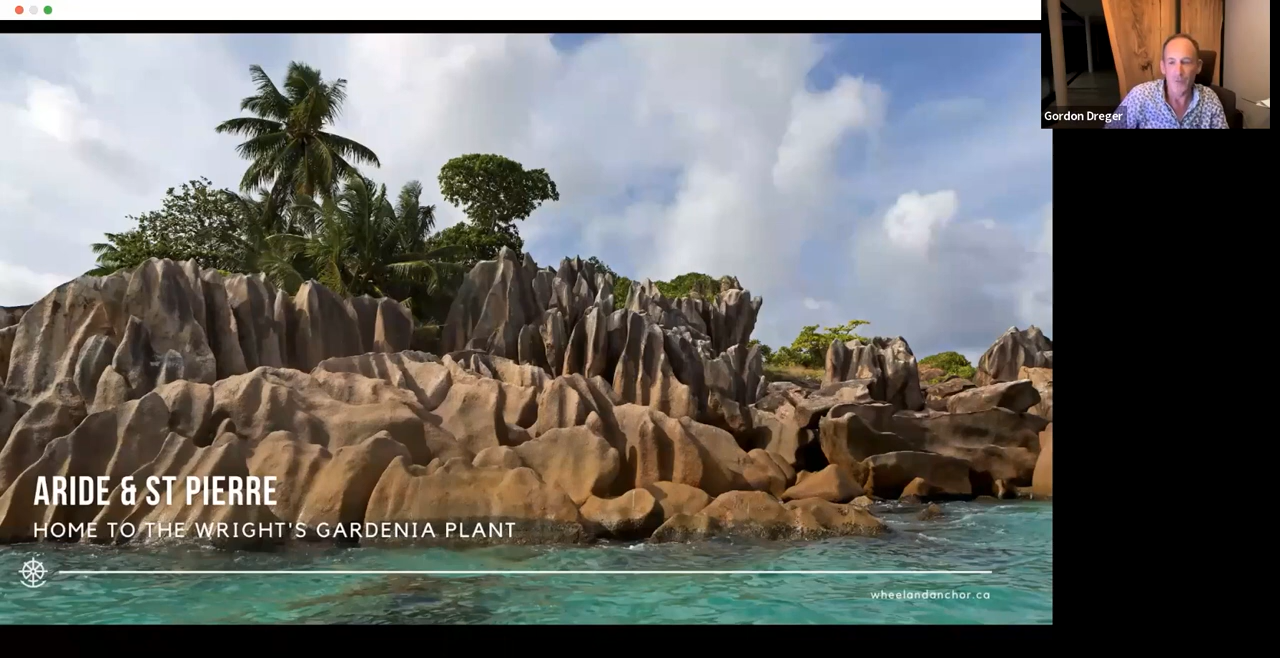 Gordon Dreger
ARIDE & ST PIERRE
HOME TO THE WRIGHT'S GARDENIA PLANT
wheelandanchor.ca